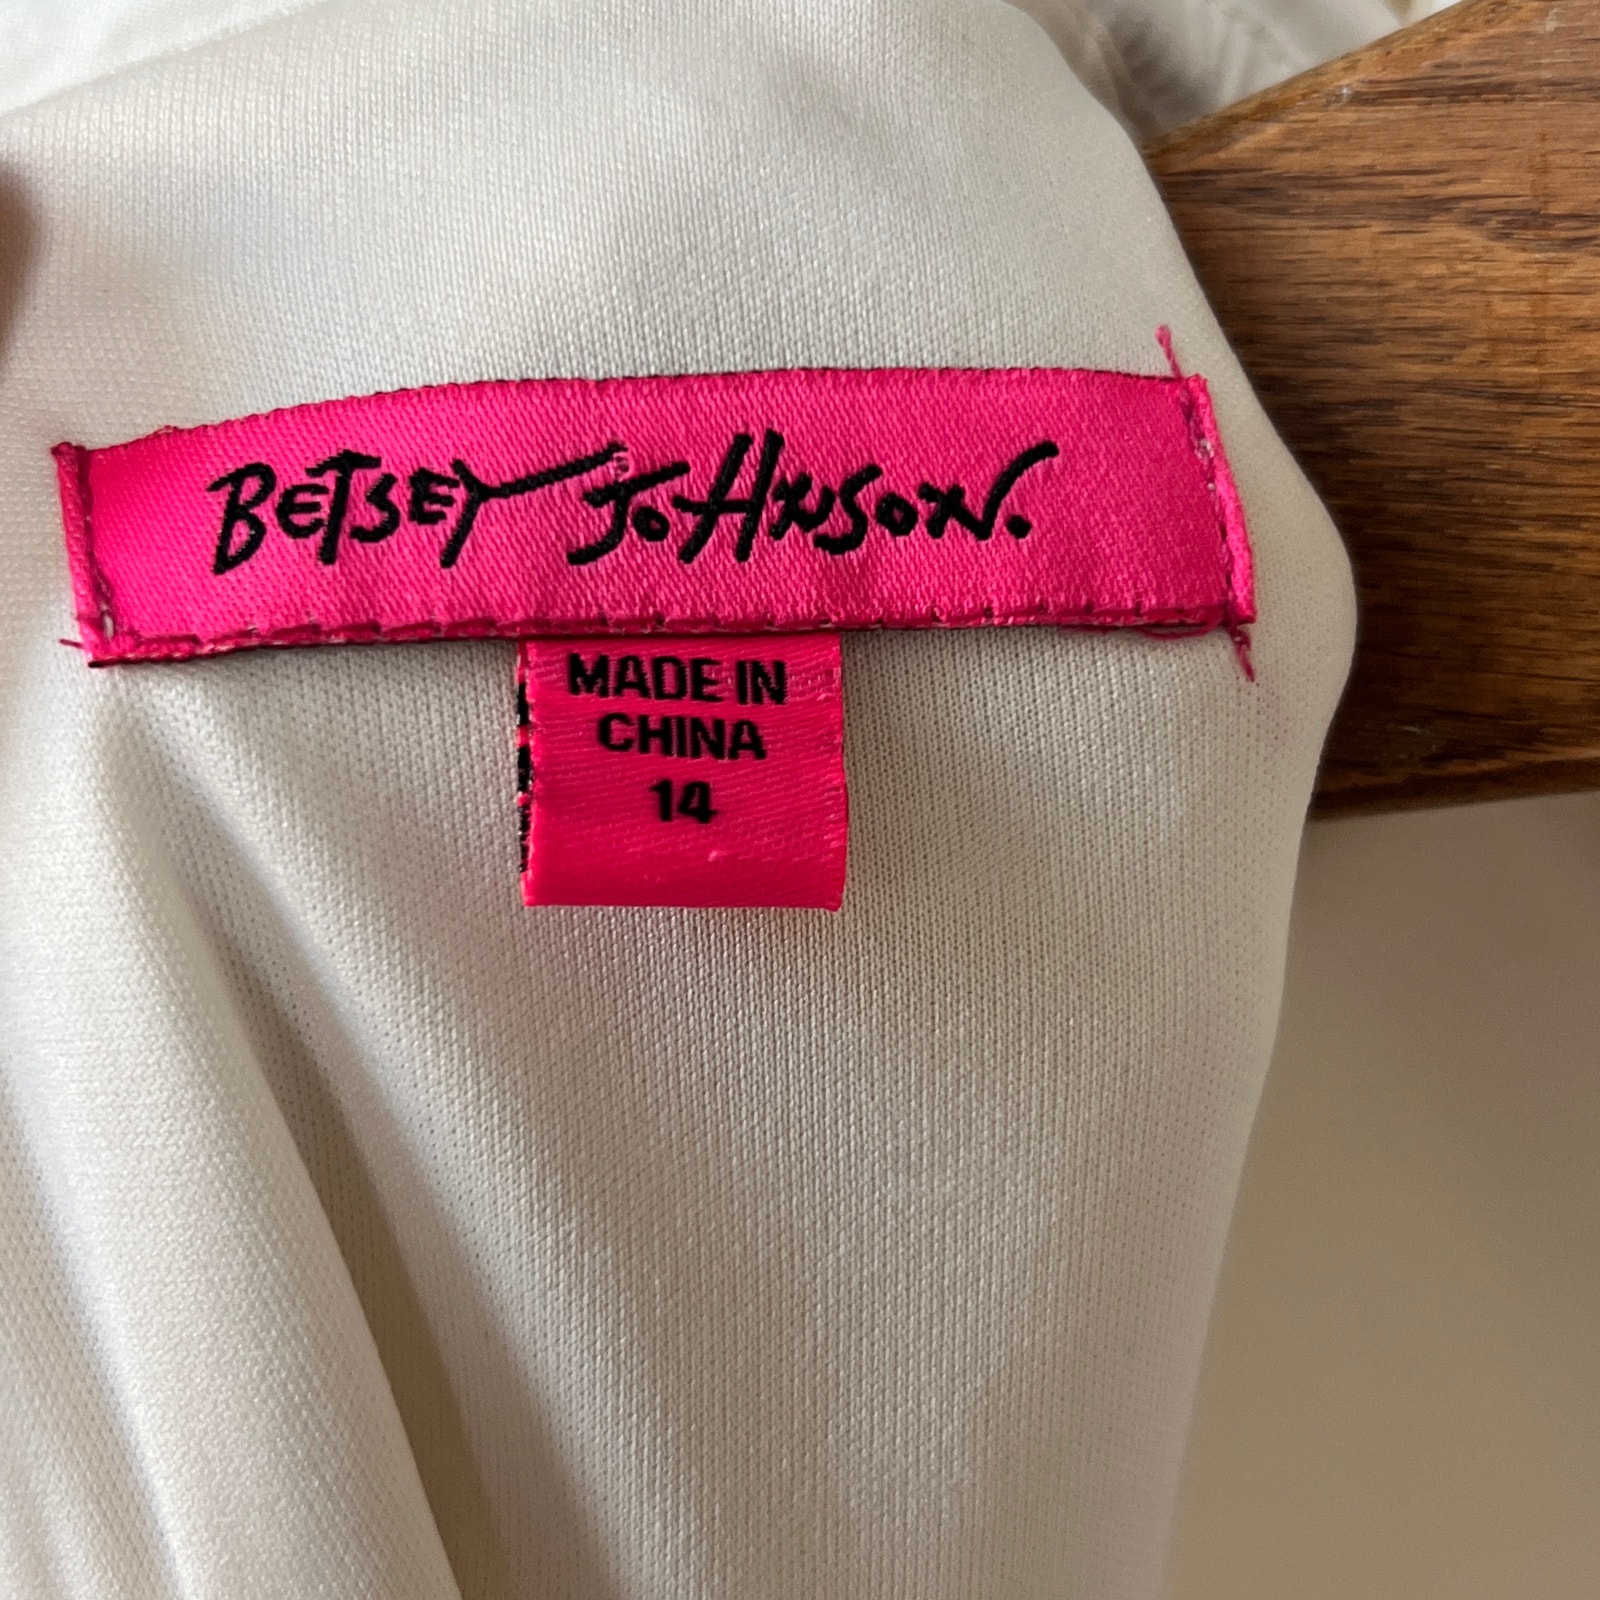 BETSEY JOHNSON.
MADE IN
CHINA
14